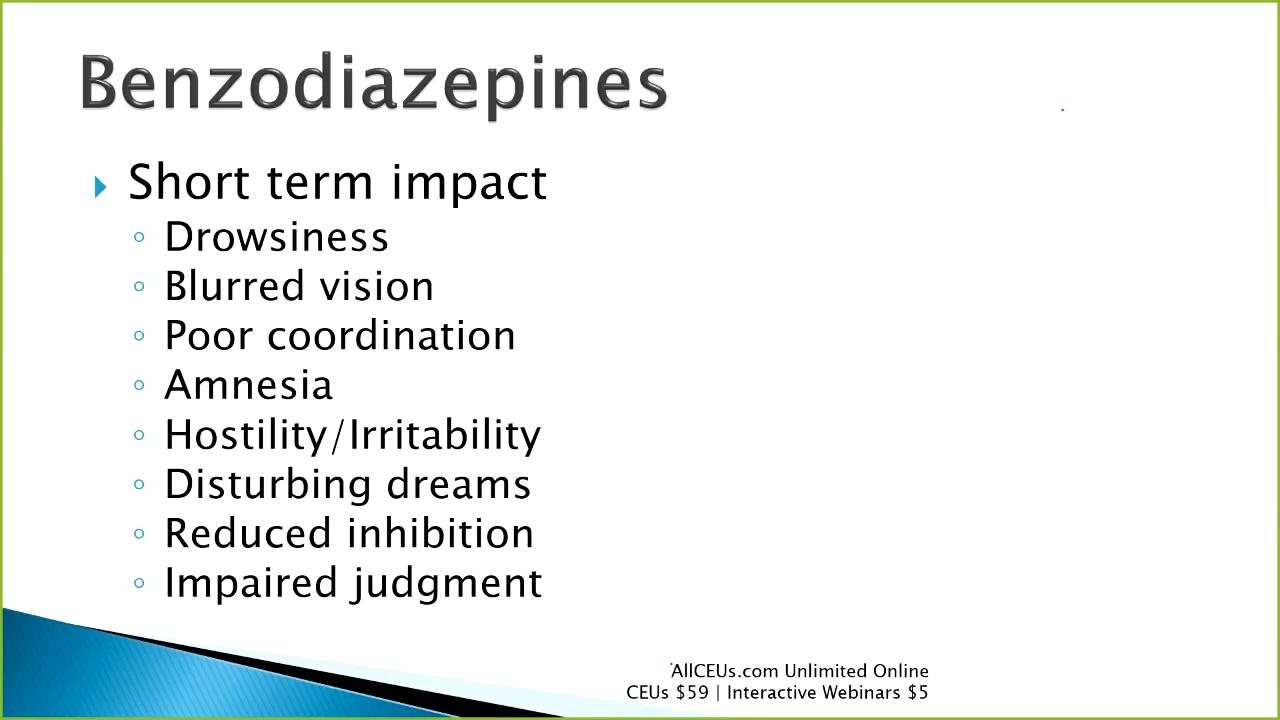 Benzodiazepines
Short term impact
Drowsiness
Blurred vision
Poor coordination
Amnesia
Hostility/Irritability
Disturbing dreams
Reduced inhibition
Impaired judgment
AllCEUs.com Unlimited Online
CEUs $59 | Interactive Webinars $5